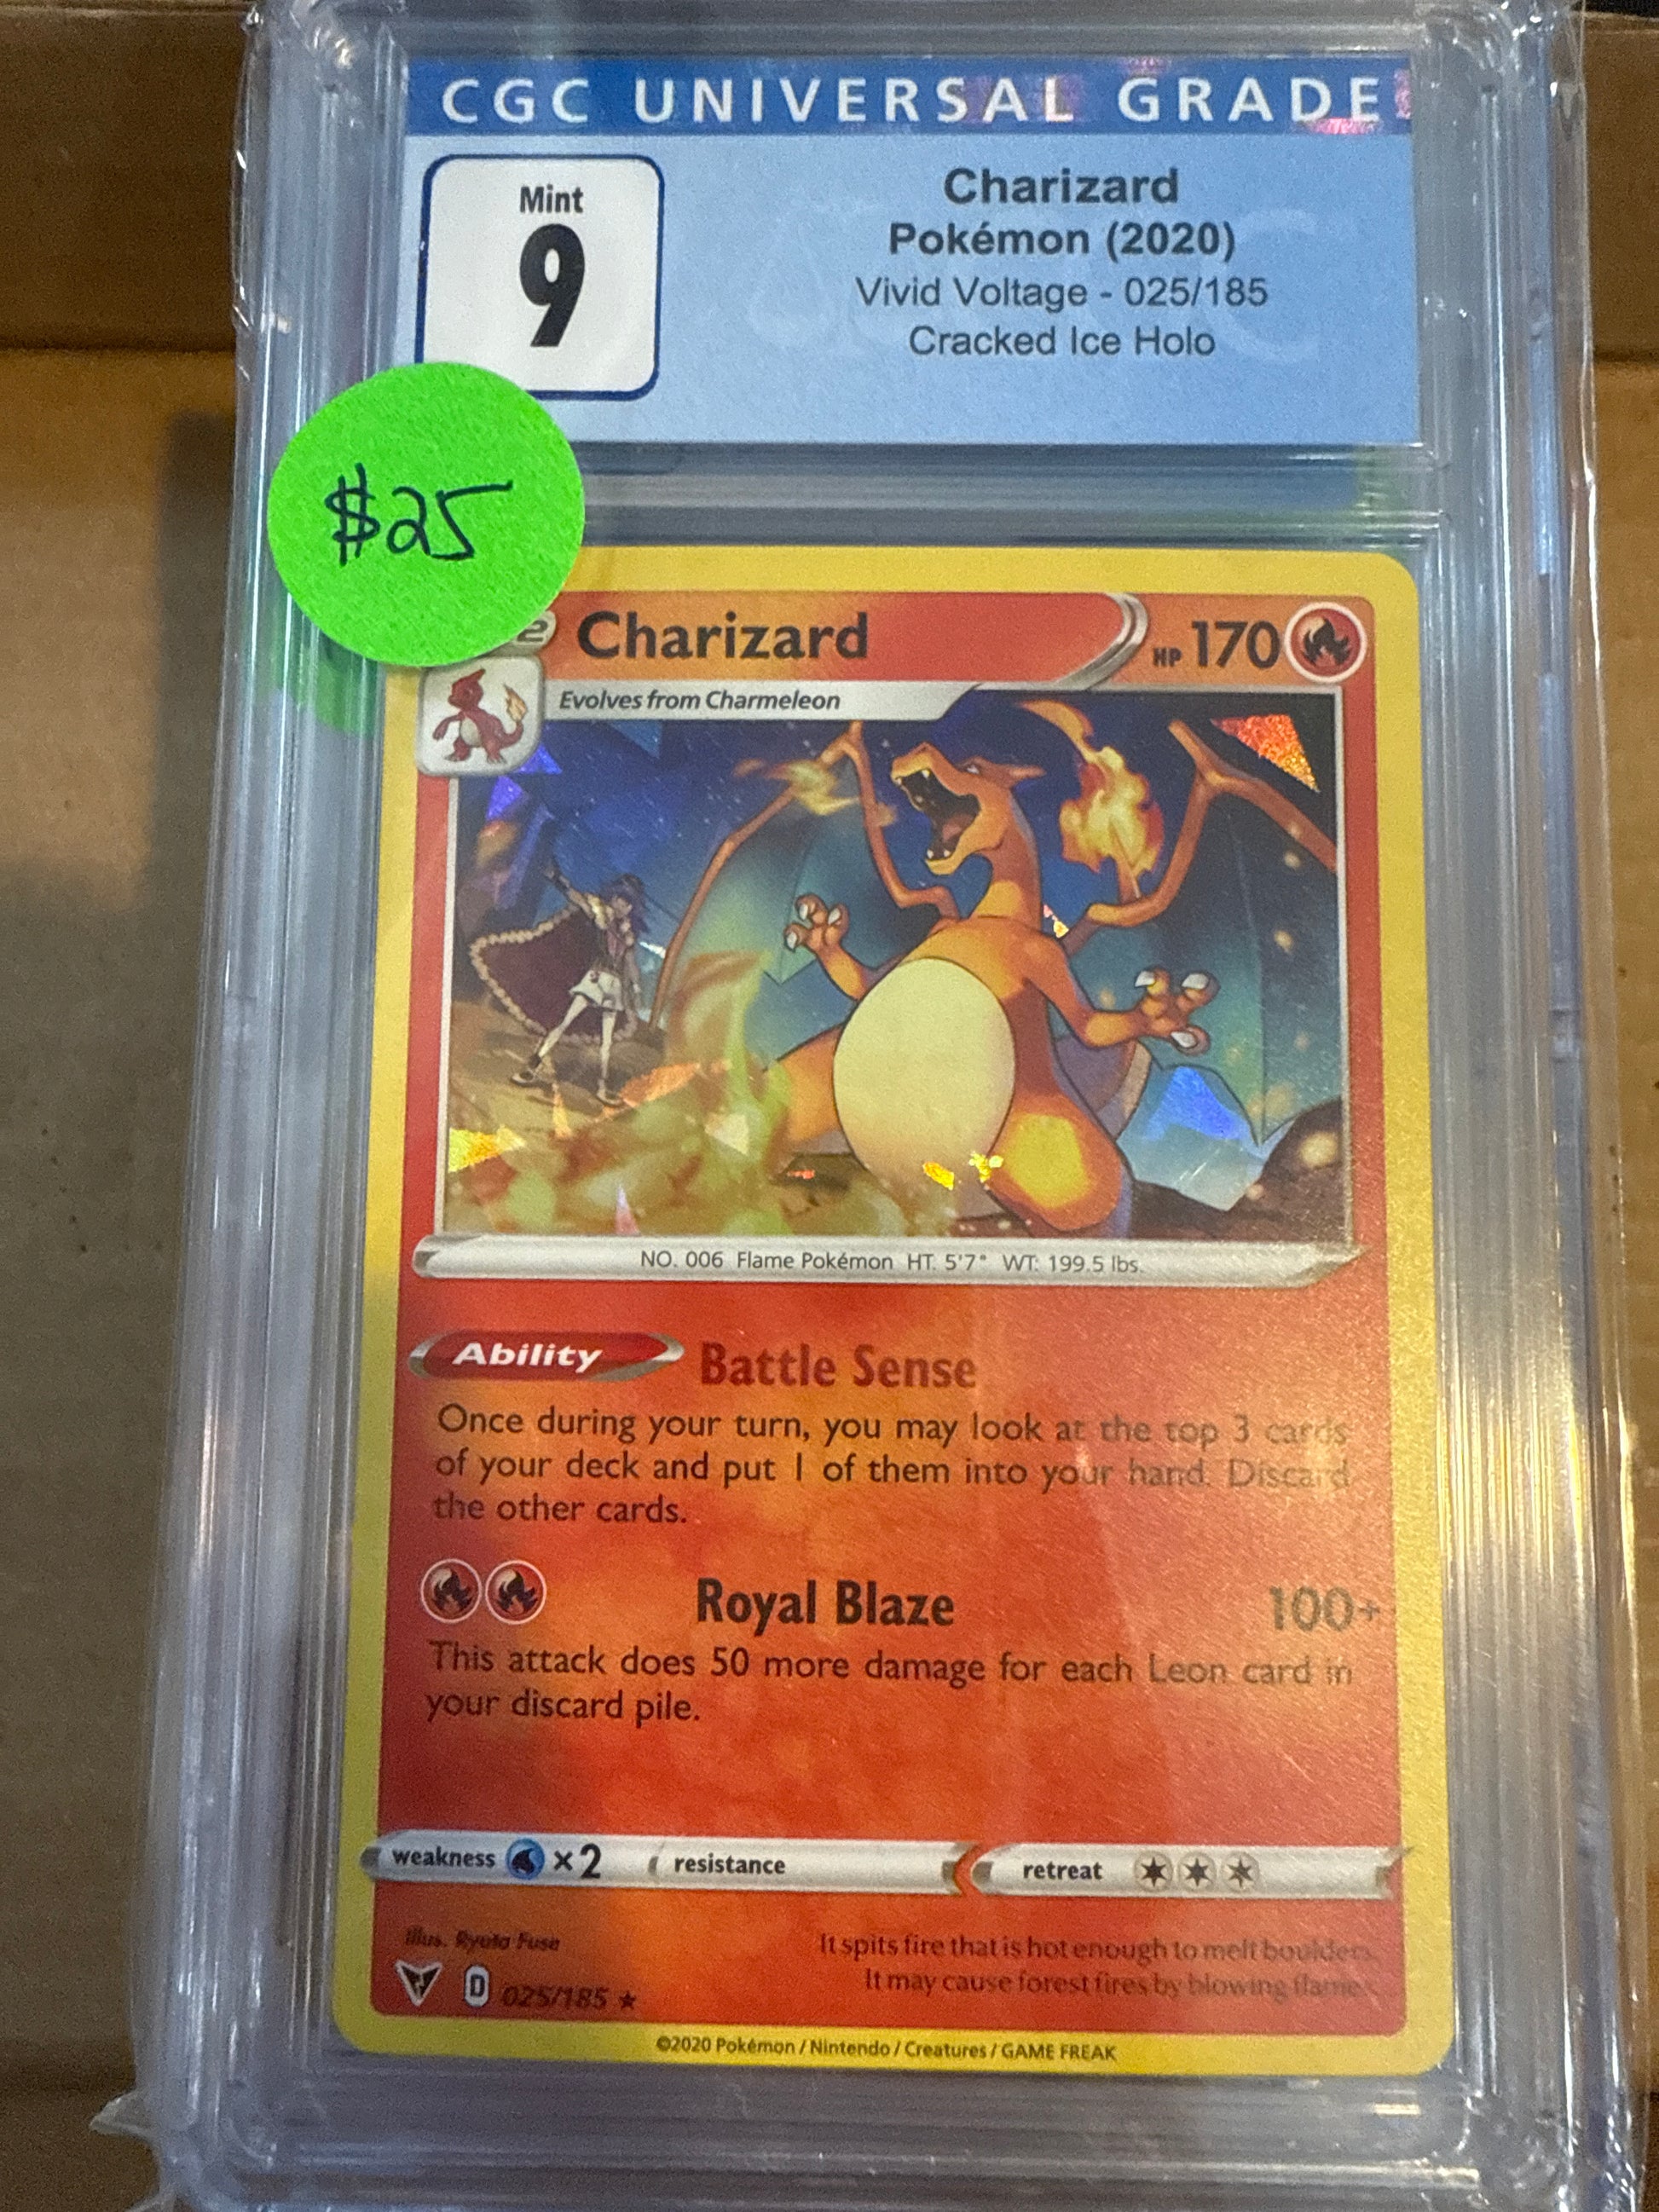 CGC UNIVERSAL GRADE
Mint
9
Charizard
Pokémon (2020)
Vivid Voltage - 025/185
Cracked Ice Holo
$25
2
Charizard
HP 170
Evolves from Charmeleon
NO. 006 Flame Pokémon HT: 5'7" WT: 199.5 lbs.
Ability Battle Sense
Once during your turn, you may look at the top 3 cards
of your deck and put 1 of them into your hand. Discard
the other cards.
Royal Blaze 100+
This attack does 50 more damage for each Leon card in
your discard pile.
weakness ×2 resistance retreat
Illus. Ryuta Fuse
It spits fire that is hot enough to melt boulders.
It may cause forest fires by blowing flames.
D 025/185 ★
©2020 Pokémon / Nintendo / Creatures / GAME FREAK